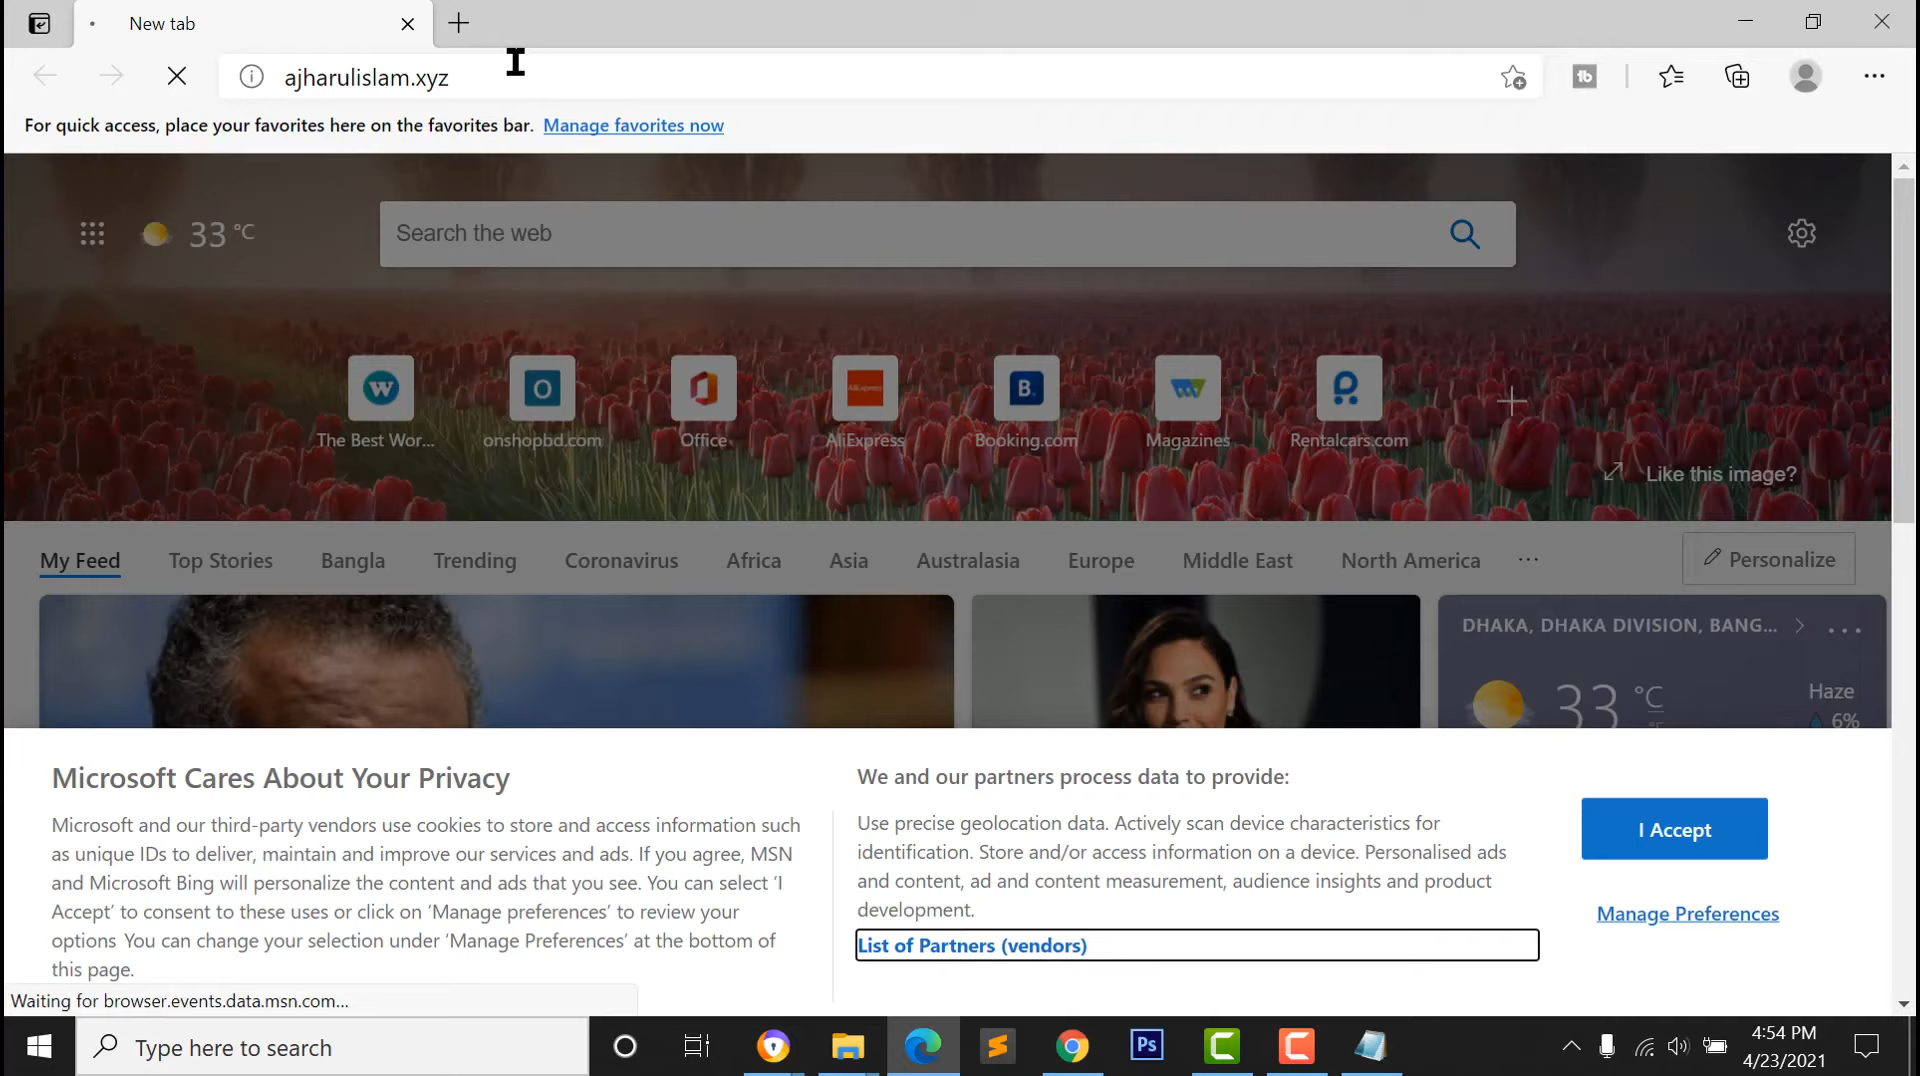 New tab
ajharulislam.xyz
For quick access, place your favorites here on the favorites bar. Manage favorites now
33 °C
Search the web
The Best Wor...
onshopbd.com
Office
AliExpress
AliExpress
B.
Booking.com
Magazines
Rentalcars.com
Like this image?
My Feed
Top Stories
Bangla
Trending
Coronavirus
Africa
Asia
Australasia
Europe
Middle East
North America
Personalize
DHAKA, DHAKA DIVISION, BANG...
33 °C
Haze
6%
Microsoft Cares About Your Privacy
Microsoft and our third-party vendors use cookies to store and access information such
as unique IDs to deliver, maintain and improve our services and ads. If you agree, MSN
and Microsoft Bing will personalize the content and ads that you see. You can select ‘I
Accept’ to consent to these uses or click on ‘Manage preferences’ to review your
options You can change your selection under ‘Manage Preferences’ at the bottom of
this page.
We and our partners process data to provide:
Use precise geolocation data. Actively scan device characteristics for
identification. Store and/or access information on a device. Personalised ads
and content, ad and content measurement, audience insights and product
development.
List of Partners (vendors)
I Accept
Manage Preferences
Waiting for browser.events.data.msn.com...
Type here to search
Ps
4:54 PM
4/23/2021